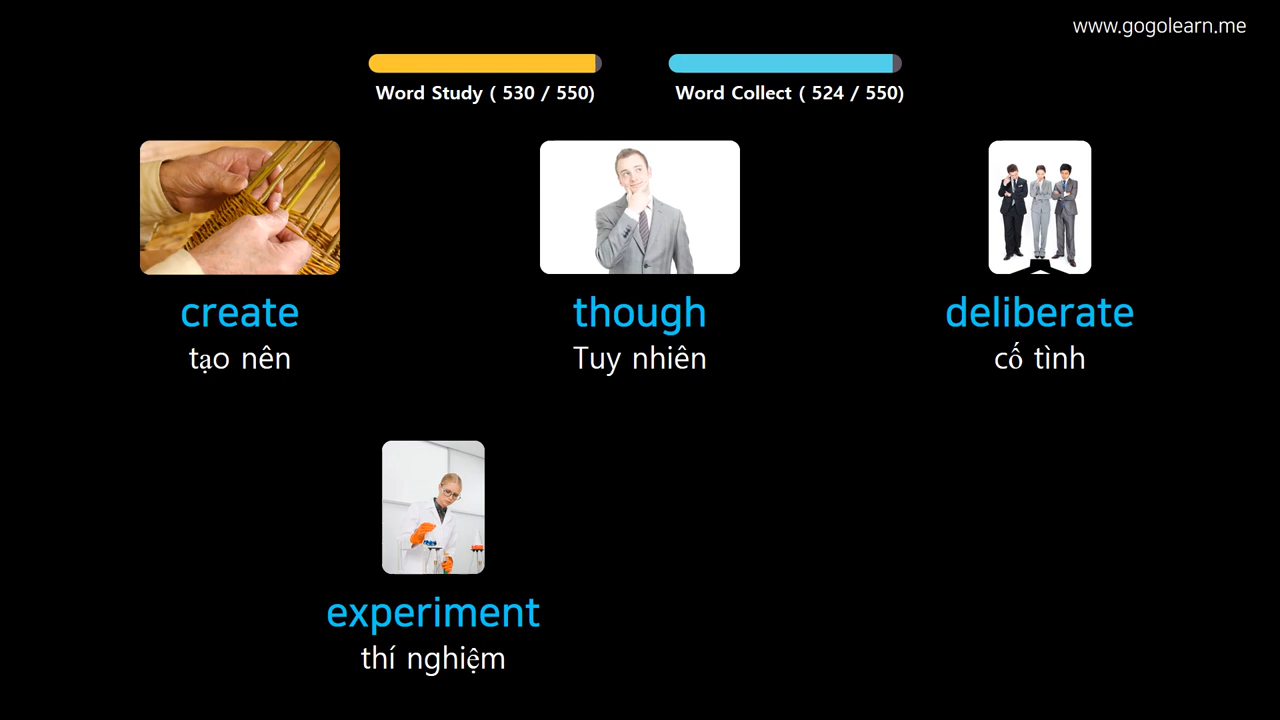 www.gogolearn.me
Word Study ( 530 / 550)
Word Collect ( 524 / 550)
create
though
deliberate
tạo nên
Tuy nhiên
cố tình
experiment
thí nghiệm